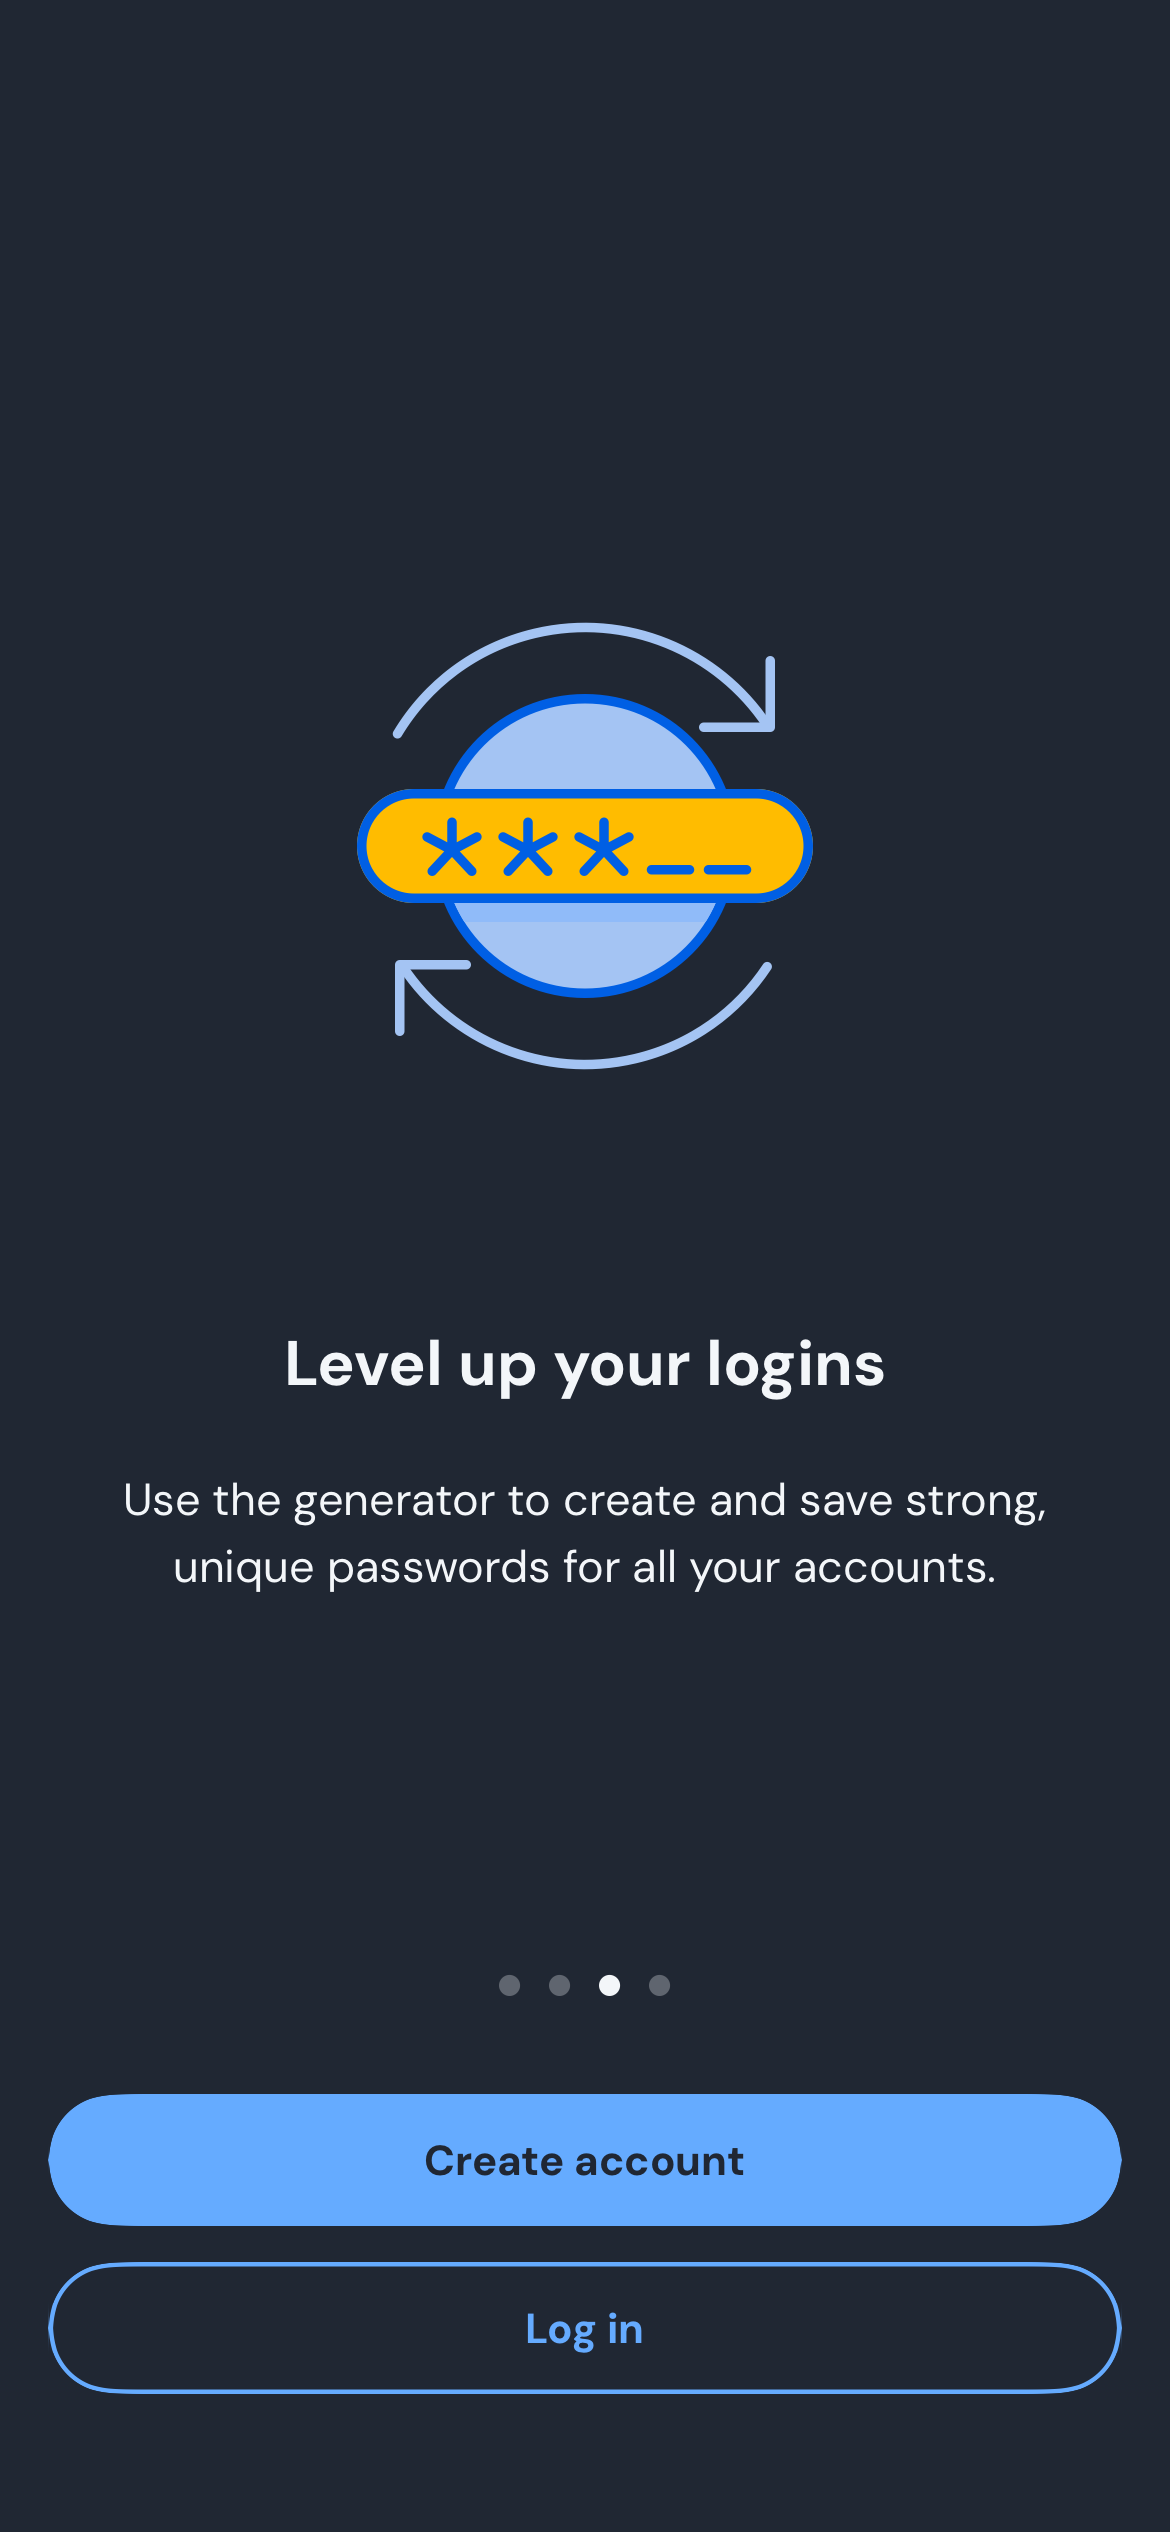 ***__
Level up your logins
Use the generator to create and save strong,
unique passwords for all your accounts.
Create account
Log in